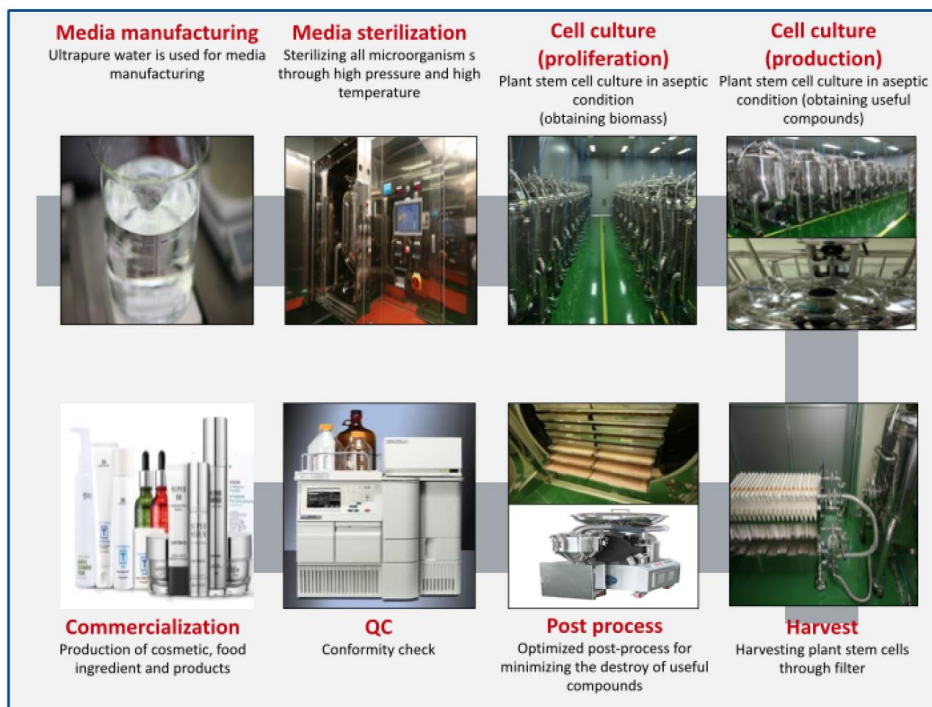 Media manufacturing
Ultrapure water is used for media
manufacturing
Media sterilization
Sterilizing all microorganism s
through high pressure and high
temperature
Cell culture
(proliferation)
Plant stem cell culture in aseptic
condition
(obtaining biomass)
Cell culture
(production)
Plant stem cell culture in aseptic
condition (obtaining useful
compounds)
SUPER
Commercialization
Production of cosmetic, food
ingredient and products
QC
Conformity check
Post process
Optimized post-process for
minimizing the destroy of useful
compounds
Harvest
Harvesting plant stem cells
through filter